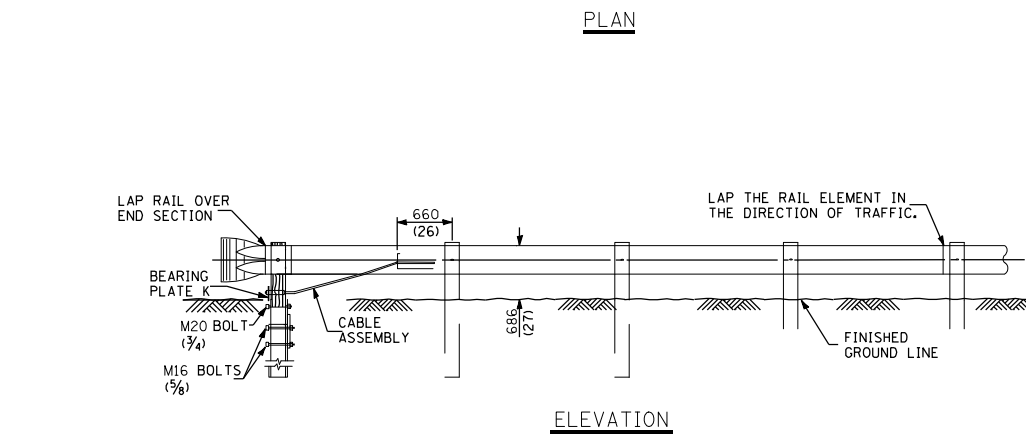 PLAN
LAP RAIL OVER
END SECTION
660
(26)
LAP THE RAIL ELEMENT IN
THE DIRECTION OF TRAFFIC.
BEARING
PLATE K
M20 BOLT
(3/4)
M16 BOLTS
(5/8)
CABLE
ASSEMBLY
686
(27)
FINISHED
GROUND LINE
ELEVATION